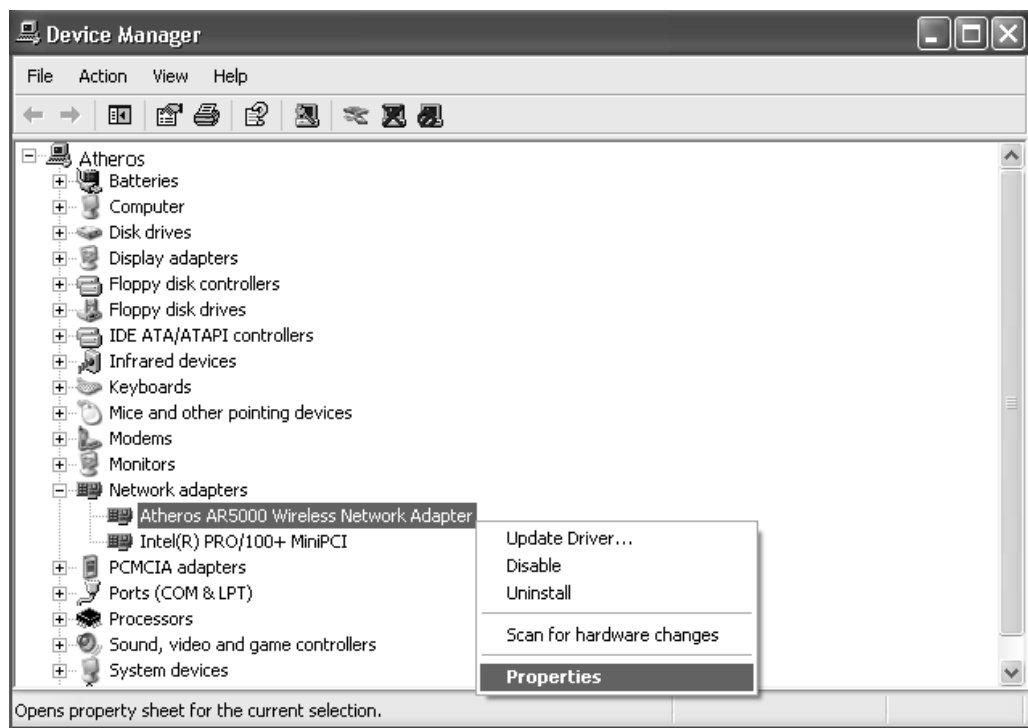 Device Manager
File Action View Help
Atheros
Batteries
Computer
Disk drives
Display adapters
Floppy disk controllers
Floppy disk drives
IDE ATA/ATAPI controllers
Infrared devices
Keyboards
Mice and other pointing devices
Modems
Monitors
Network adapters
Atheros AR5000 Wireless Network Adapter
Intel(R) PRO/100+ MiniPCI
PCMCIA adapters
Ports (COM & LPT)
Processors
Sound, video and game controllers
System devices
Update Driver...
Disable
Uninstall
Scan for hardware changes
Properties
Opens property sheet for the current selection.